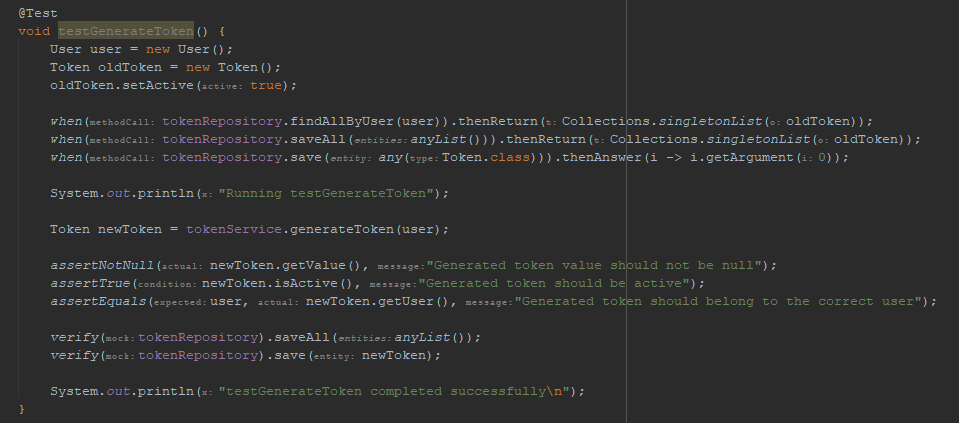 @Test
void testGenerateToken() {
User user = new User();
Token oldToken = new Token();
oldToken.setActive(active: true);
when(methodCall: tokenRepository.findAllByUser(user)).thenReturn(t: Collections.singletonList(o: oldToken));
when(methodCall: tokenRepository.saveAll(entities: anyList())).thenReturn(t: Collections.singletonList(o: oldToken));
when(methodCall: tokenRepository.save(entity: any(type: Token.class))).thenAnswer(i -> i.getArgument(i: 0));
System.out.println(x: "Running testGenerateToken");
Token newToken = tokenService.generateToken(user);
assertNotNull(actual: newToken.getValue(), message: "Generated token value should not be null");
assertTrue(condition: newToken.isActive(), message: "Generated token should be active");
assertEquals(expected: user, actual: newToken.getUser(), message: "Generated token should belong to the correct user");
verify(mock: tokenRepository).saveAll(entities: anyList());
verify(mock: tokenRepository).save(entity: newToken);
System.out.println(x: "testGenerateToken completed successfully\n");
}